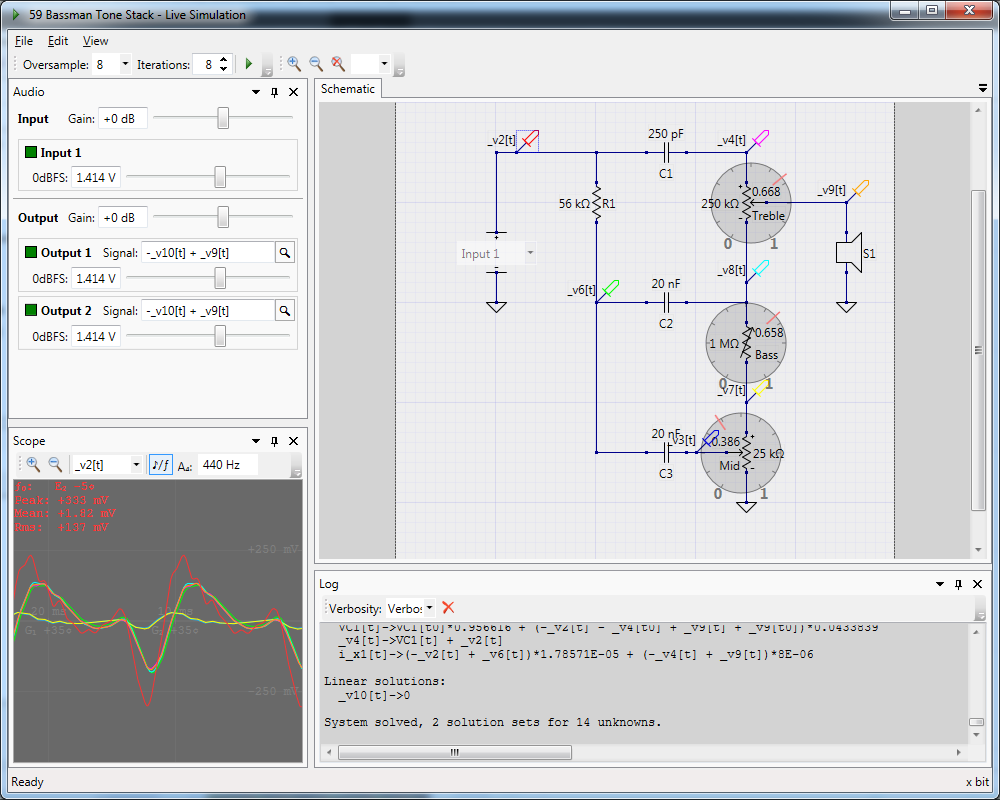 59 Bassman Tone Stack - Live Simulation
File Edit View
Oversample: 8 Iterations: 8
Audio
Input Gain: +0 dB
Input 1
0dBFS: 1.414 V
Output Gain: +0 dB
Output 1 Signal: -_v10[t] + _v9[t]
0dBFS: 1.414 V
Output 2 Signal: -_v10[t] + _v9[t]
0dBFS: 1.414 V
Schematic
250 pF
_v2[t]
_v4[t]
C1
0.668
_v9[t]
56 kΩ R1
250 kΩ
Treble
0 1
Input 1
S1
_v8[t]
_v6[t]
20 nF
C2
0.658
1 MΩ
Bass
0 1
_v7[t]
20 nF
_v3[t]
0.386
25 kΩ
C3
Mid
0 1
Scope
_v2[t] ♪/f A₄: 440 Hz
Peak: +333 mV
Mean: +1.82 mV
Rms: +137 mV
+250 mV
-250 mV
Log
Verbosity: Verbo
VC1[t]->VC1[t0]*0.956616 + (-_v2[t] - _v4[t0] + _v9[t] + _v9[t0])*0.0433839
_v4[t]->VC1[t] + _v2[t]
i_x1[t]->(-_v2[t] + _v6[t])*1.78571E-05 + (-_v4[t] + _v9[t])*8E-06
Linear solutions:
_v10[t]->0
System solved, 2 solution sets for 14 unknowns.
Ready
x bit